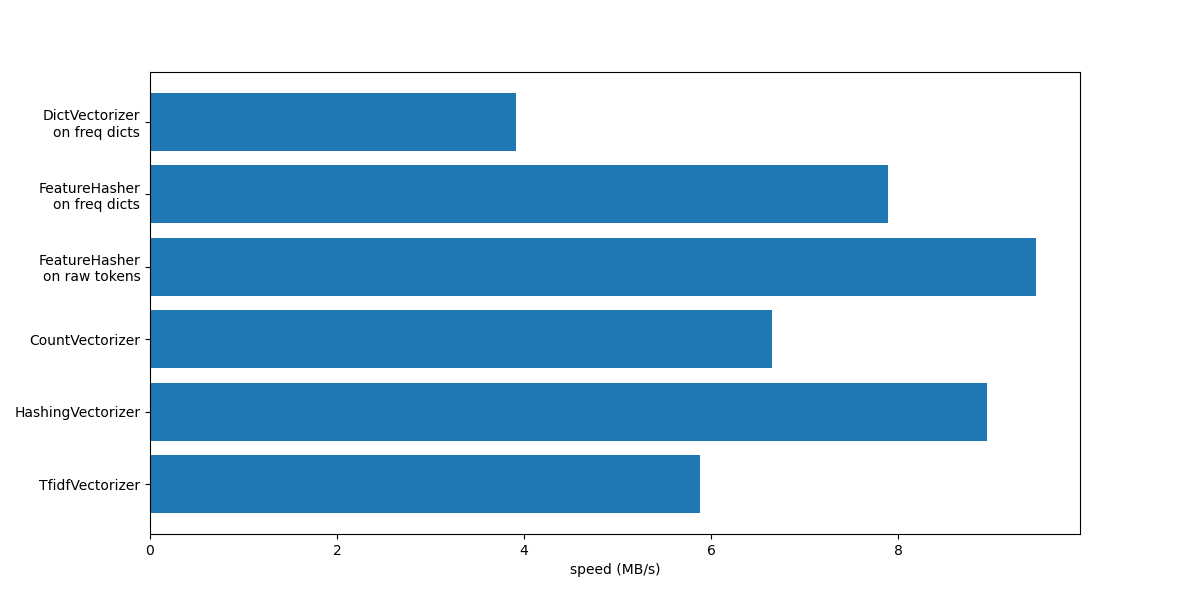 DictVectorizer
on freq dicts
FeatureHasher
on freq dicts
FeatureHasher
on raw tokens
CountVectorizer
HashingVectorizer
TfidfVectorizer
0 2 4 6 8
speed (MB/s)